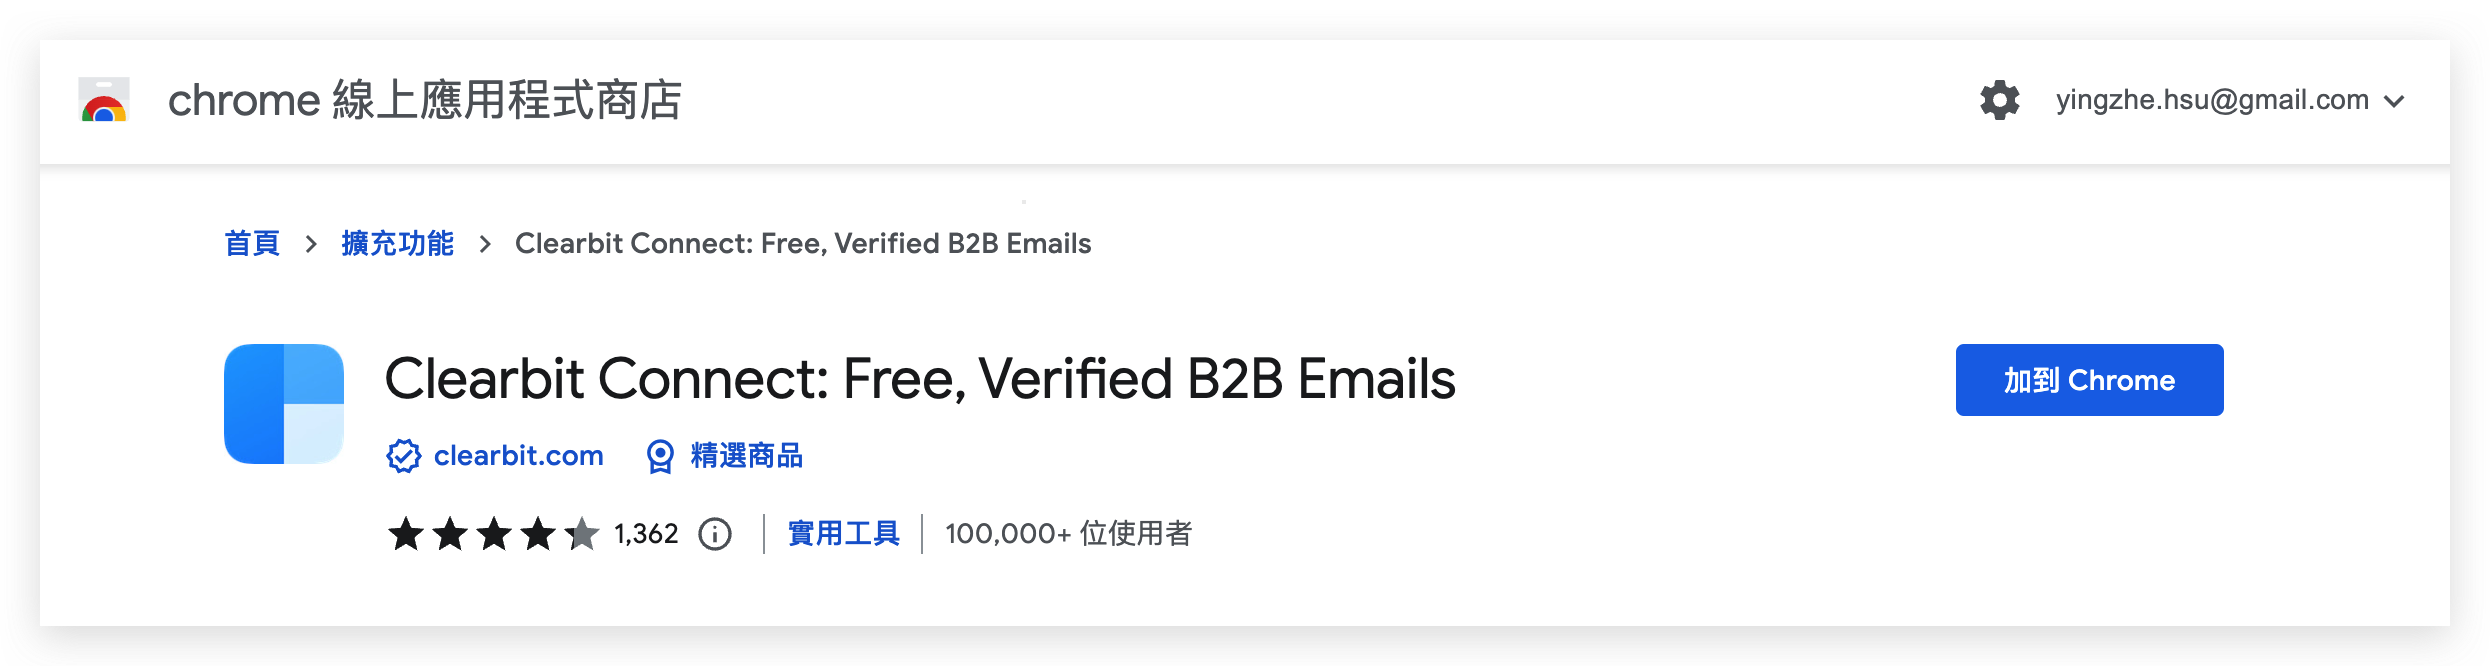 chrome 線上應用程式商店
yingzhe.hsu@gmail.com
首頁 > 擴充功能 > Clearbit Connect: Free, Verified B2B Emails
Clearbit Connect: Free, Verified B2B Emails
加到 Chrome
clearbit.com 精選商品
1,362 實用工具 100,000+ 位使用者